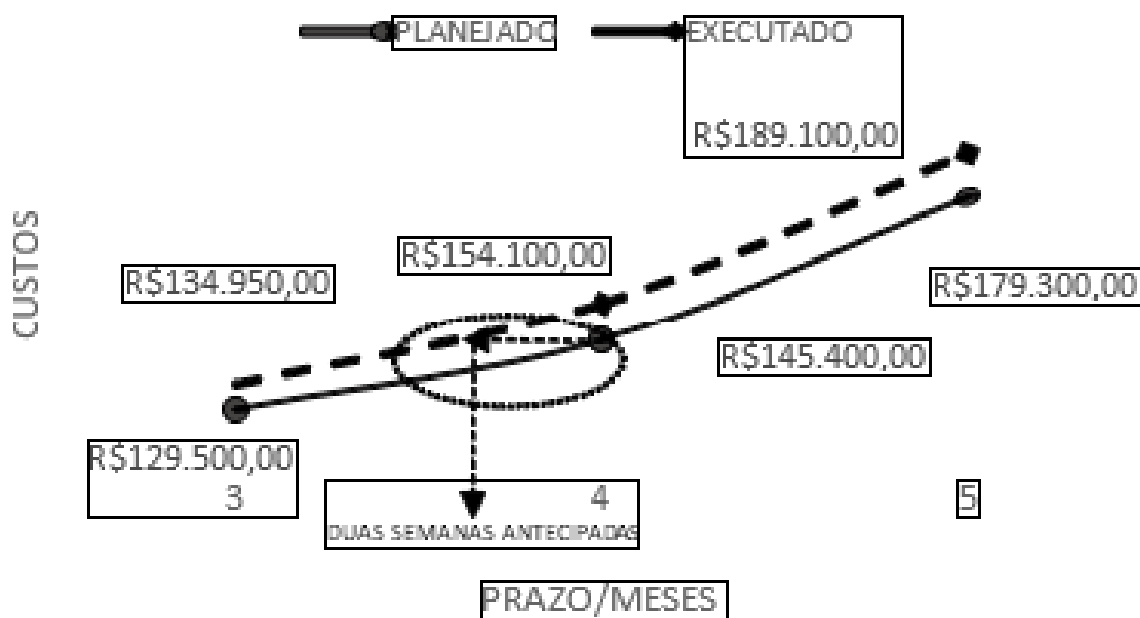 PLANEJADO EXECUTADO
R$189.100,00
CUSTOS
R$154.100,00
R$134.950,00
R$179.300,00
R$145.400,00
R$129.500,00
3 4 5
DUAS SEMANAS ANTECIPADAS
PRAZO/MESES